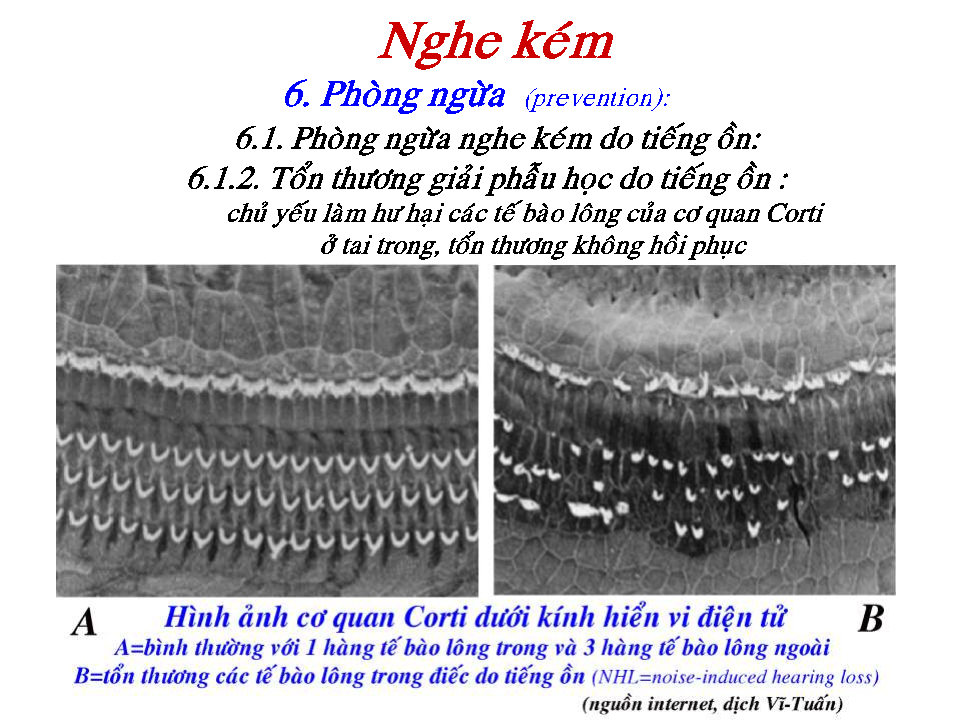 Nghe kém
6. Phòng ngừa (prevention):
6.1. Phòng ngừa nghe kém do tiếng ồn:
6.1.2. Tổn thương giải phẫu học do tiếng ồn :
chủ yếu làm hư hại các tế bào lông của cơ quan Corti
ở tai trong, tổn thương không hồi phục
A
Hình ảnh cơ quan Corti dưới kính hiển vi điện tử
B
A=bình thường với 1 hàng tế bào lông trong và 3 hàng tế bào lông ngoài
B=tổn thương các tế bào lông trong điếc do tiếng ồn (NHL=noise-induced hearing loss)
(nguồn internet, dịch Vĩ-Tuấn)